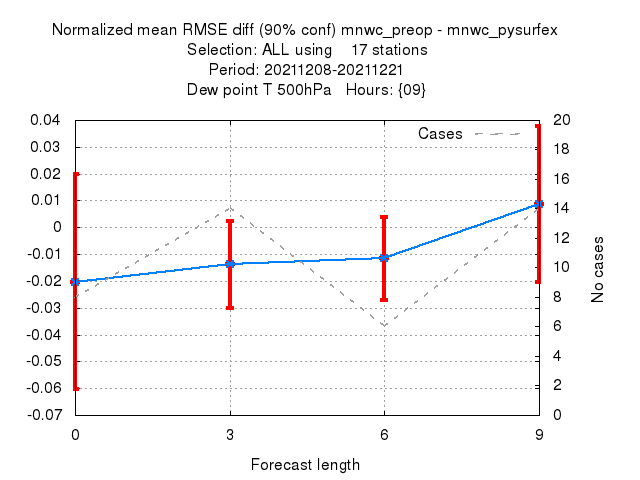 Normalized mean RMSE diff (90% conf) mnwc_preop - mnwc_pysurfex
Selection: ALL using    17 stations
Period: 20211208-20211221
Dew point T 500hPa   Hours: {09}
Cases
0.04
0.03
0.02
0.01
0
-0.01
-0.02
-0.03
-0.04
-0.05
-0.06
-0.07
20
18
16
14
12
10
8
6
4
2
0
No cases
0 3 6 9
Forecast length